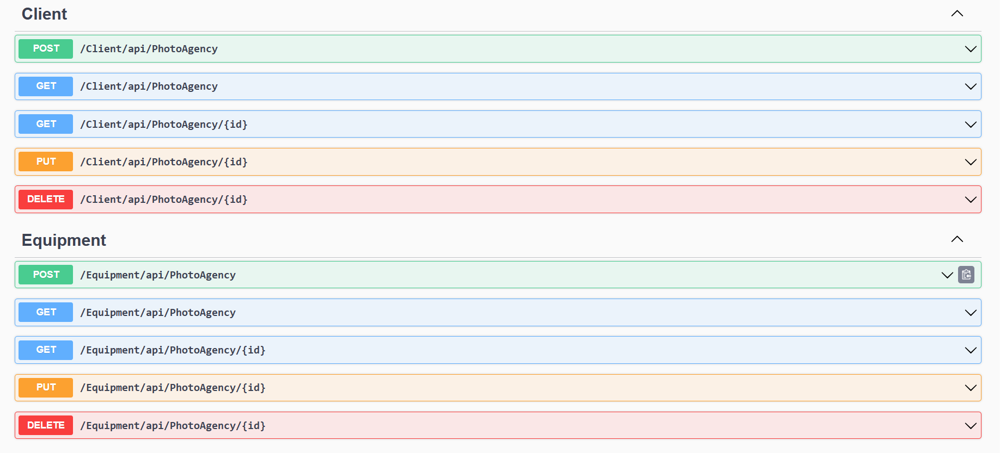 Client
POST /Client/api/PhotoAgency
GET /Client/api/PhotoAgency
GET /Client/api/PhotoAgency/{id}
PUT /Client/api/PhotoAgency/{id}
DELETE /Client/api/PhotoAgency/{id}
Equipment
POST /Equipment/api/PhotoAgency
GET /Equipment/api/PhotoAgency
GET /Equipment/api/PhotoAgency/{id}
PUT /Equipment/api/PhotoAgency/{id}
DELETE /Equipment/api/PhotoAgency/{id}